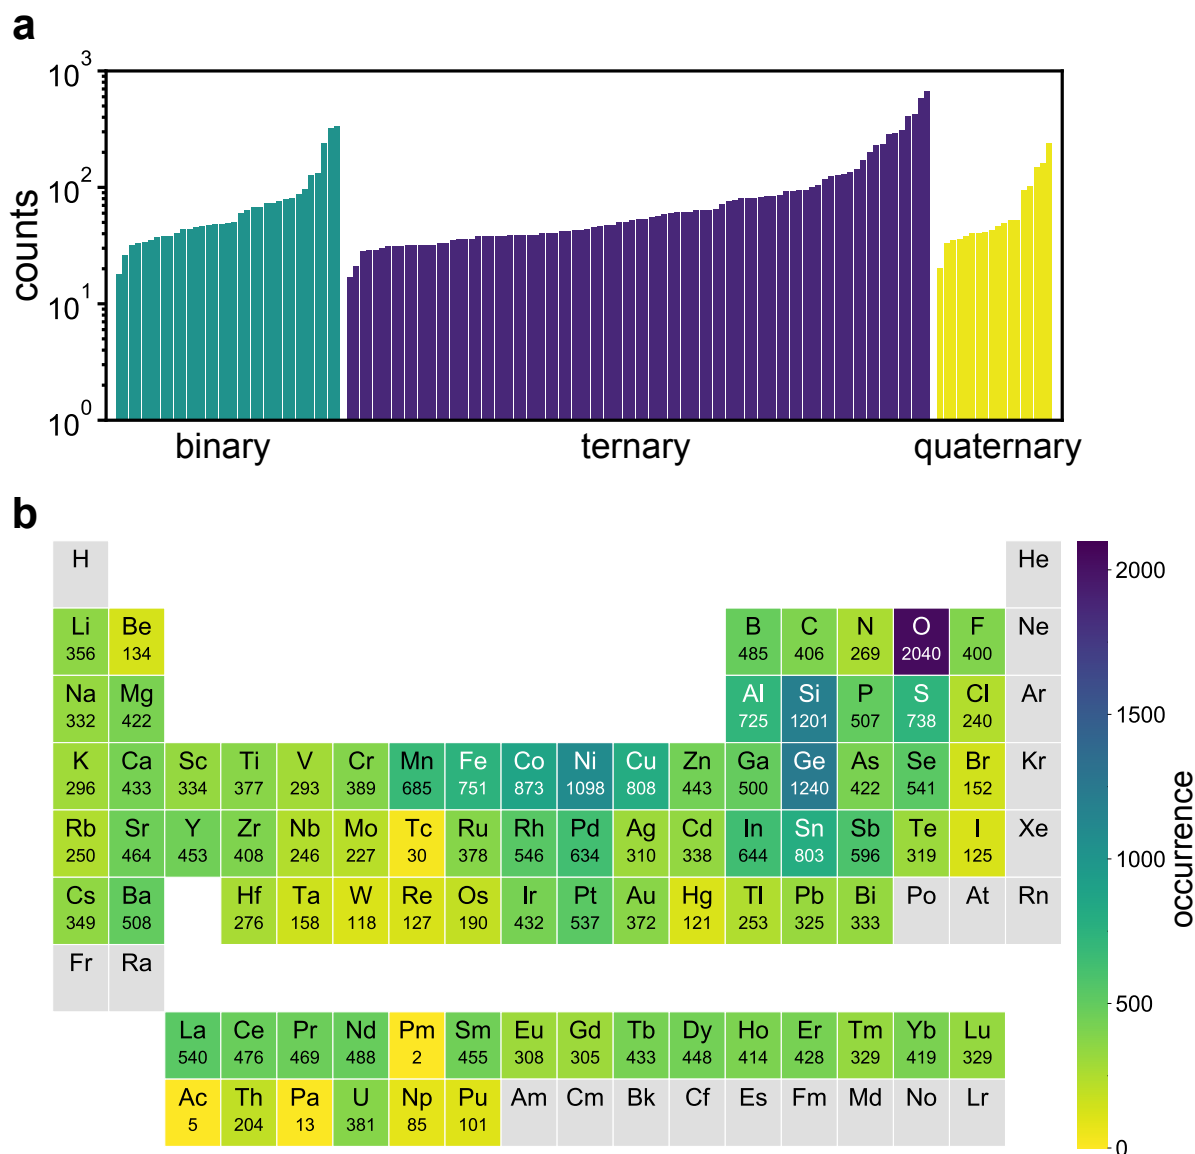 a
10^3
10^2
10^1
10^0
counts
binary ternary quaternary
b
H He
Li Be B C N O F Ne
356 134 485 406 269 2040 400
Na Mg Al Si P S Cl Ar
332 422 725 1201 507 738 240
K Ca Sc Ti V Cr Mn Fe Co Ni Cu Zn Ga Ge As Se Br Kr
296 433 334 377 293 389 685 751 873 1098 808 443 500 1240 422 541 152
Rb Sr Y Zr Nb Mo Tc Ru Rh Pd Ag Cd In Sn Sb Te I Xe
250 464 453 408 246 227 30 378 546 634 310 338 644 803 596 319 125
Cs Ba Hf Ta W Re Os Ir Pt Au Hg Tl Pb Bi Po At Rn
349 508 276 158 118 127 190 432 537 372 121 253 325 333
Fr Ra
La Ce Pr Nd Pm Sm Eu Gd Tb Dy Ho Er Tm Yb Lu
540 476 469 488 2 455 308 305 433 448 414 428 329 419 329
Ac Th Pa U Np Pu Am Cm Bk Cf Es Fm Md No Lr
5 204 13 381 85 101
2000
1500
1000
500
0
occurrence